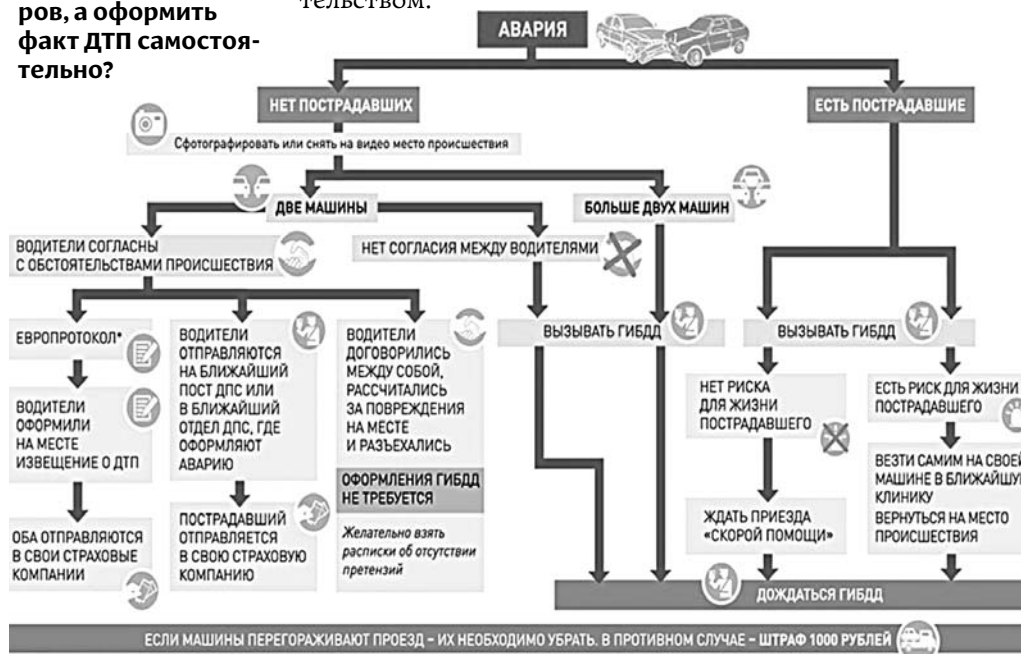 ров, а оформить
факт ДТП самостоя-
тельно?
тельством.
АВАРИЯ
НЕТ ПОСТРАДАВШИХ
ЕСТЬ ПОСТРАДАВШИЕ
Сфотографировать или снять на видео место происшествия
ДВЕ МАШИНЫ
БОЛЬШЕ ДВУХ МАШИН
ВОДИТЕЛИ СОГЛАСНЫ
С ОБСТОЯТЕЛЬСТВАМИ ПРОИСШЕСТВИЯ
НЕТ СОГЛАСИЯ МЕЖДУ ВОДИТЕЛЯМИ
ЕВРОПРОТОКОЛ*
ВОДИТЕЛИ
ОФОРМИЛИ
НА МЕСТЕ
ИЗВЕЩЕНИЕ О ДТП
ОБА ОТПРАВЛЯЮТСЯ
В СВОИ СТРАХОВЫЕ
КОМПАНИИ
ВОДИТЕЛИ
ОТПРАВЛЯЮТСЯ
НА БЛИЖАЙШИЙ
ПОСТ ДПС ИЛИ
В БЛИЖАЙШИЙ
ОТДЕЛ ДПС, ГДЕ
ОФОРМЛЯЮТ
АВАРИЮ
ПОСТРАДАВШИЙ
ОТПРАВЛЯЕТСЯ
В СВОЮ СТРАХОВУЮ
КОМПАНИЮ
ВОДИТЕЛИ
ДОГОВОРИЛИСЬ
МЕЖДУ СОБОЙ,
РАССЧИТАЛИСЬ
ЗА ПОВРЕЖДЕНИЯ
НА МЕСТЕ
И РАЗЪЕХАЛИСЬ
ОФОРМЛЕНИЯ ГИБДД
НЕ ТРЕБУЕТСЯ
Желательно взять
расписки об отсутствии
претензий
ВЫЗЫВАТЬ ГИБДД
ВЫЗЫВАТЬ ГИБДД
НЕТ РИСКА
ДЛЯ ЖИЗНИ
ПОСТРАДАВШЕГО
ЖДАТЬ ПРИЕЗДА
«СКОРОЙ ПОМОЩИ»
ЕСТЬ РИСК ДЛЯ ЖИЗНИ
ПОСТРАДАВШЕГО
ВЕЗТИ САМИМ НА СВОЕЙ
МАШИНЕ В БЛИЖАЙШУЮ
КЛИНИКУ
ВЕРНУТЬСЯ НА МЕСТО
ПРОИСШЕСТВИЯ
ДОЖДАТЬСЯ ГИБДД
ЕСЛИ МАШИНЫ ПЕРЕГОРАЖИВАЮТ ПРОЕЗД – ИХ НЕОБХОДИМО УБРАТЬ. В ПРОТИВНОМ СЛУЧАЕ – ШТРАФ 1000 РУБЛЕЙ